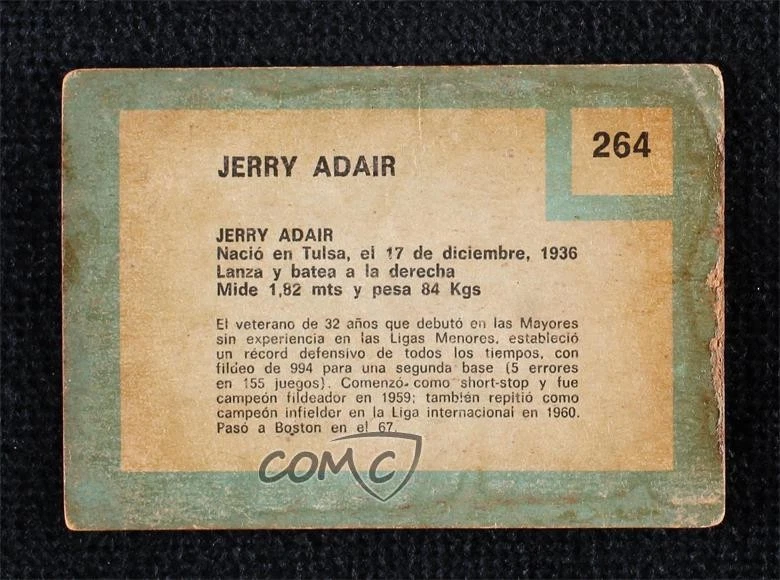 264
JERRY ADAIR
JERRY ADAIR
Nació en Tulsa, el 17 de diciembre, 1936
Lanza y batea a la derecha
Mide 1,82 mts y pesa 84 Kgs
El veterano de 32 años que debutó en las Mayores
sin experiencia en las Ligas Menores, estableció
un récord defensivo de todos los tiempos, con
fildeo de 994 para una segunda base (5 errores
en 155 juegos). Comenzó como short-stop y fue
campeón fildeador en 1959; también repitió como
campeón infielder en la Liga internacional en 1960.
Pasó a Boston en el 67.
COMC